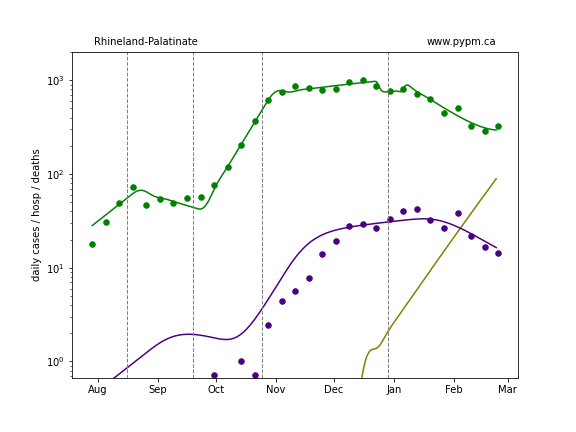 Rhineland-Palatinate www.pypm.ca
daily cases / hosp / deaths
10³
10²
10¹
10⁰
Aug Sep Oct Nov Dec Jan Feb Mar